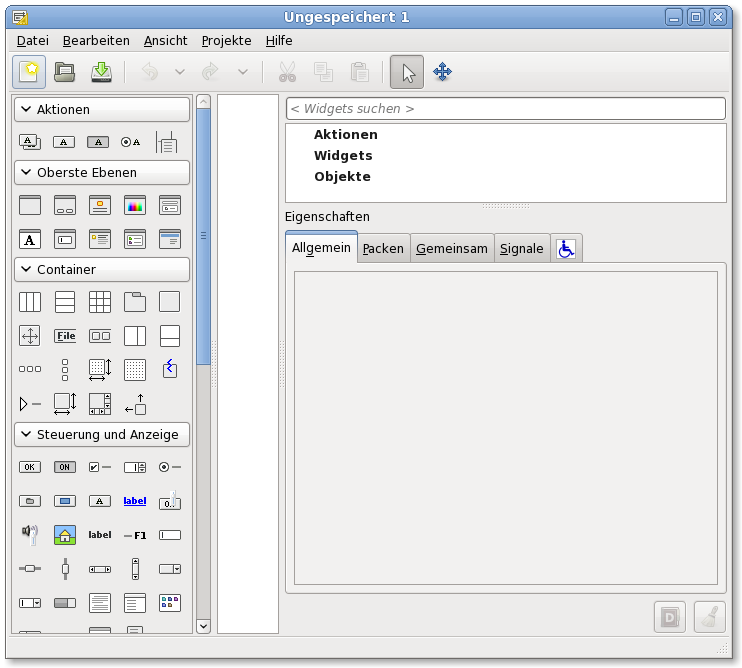 Ungespeichert 1
Datei Bearbeiten Ansicht Projekte Hilfe
Aktionen
A A A A
Oberste Ebenen
A
Container
File
Steuerung und Anzeige
OK ON
A label 0..
label F1
< Widgets suchen >
Aktionen
Widgets
Objekte
Eigenschaften
Allgemein Packen Gemeinsam Signale
D